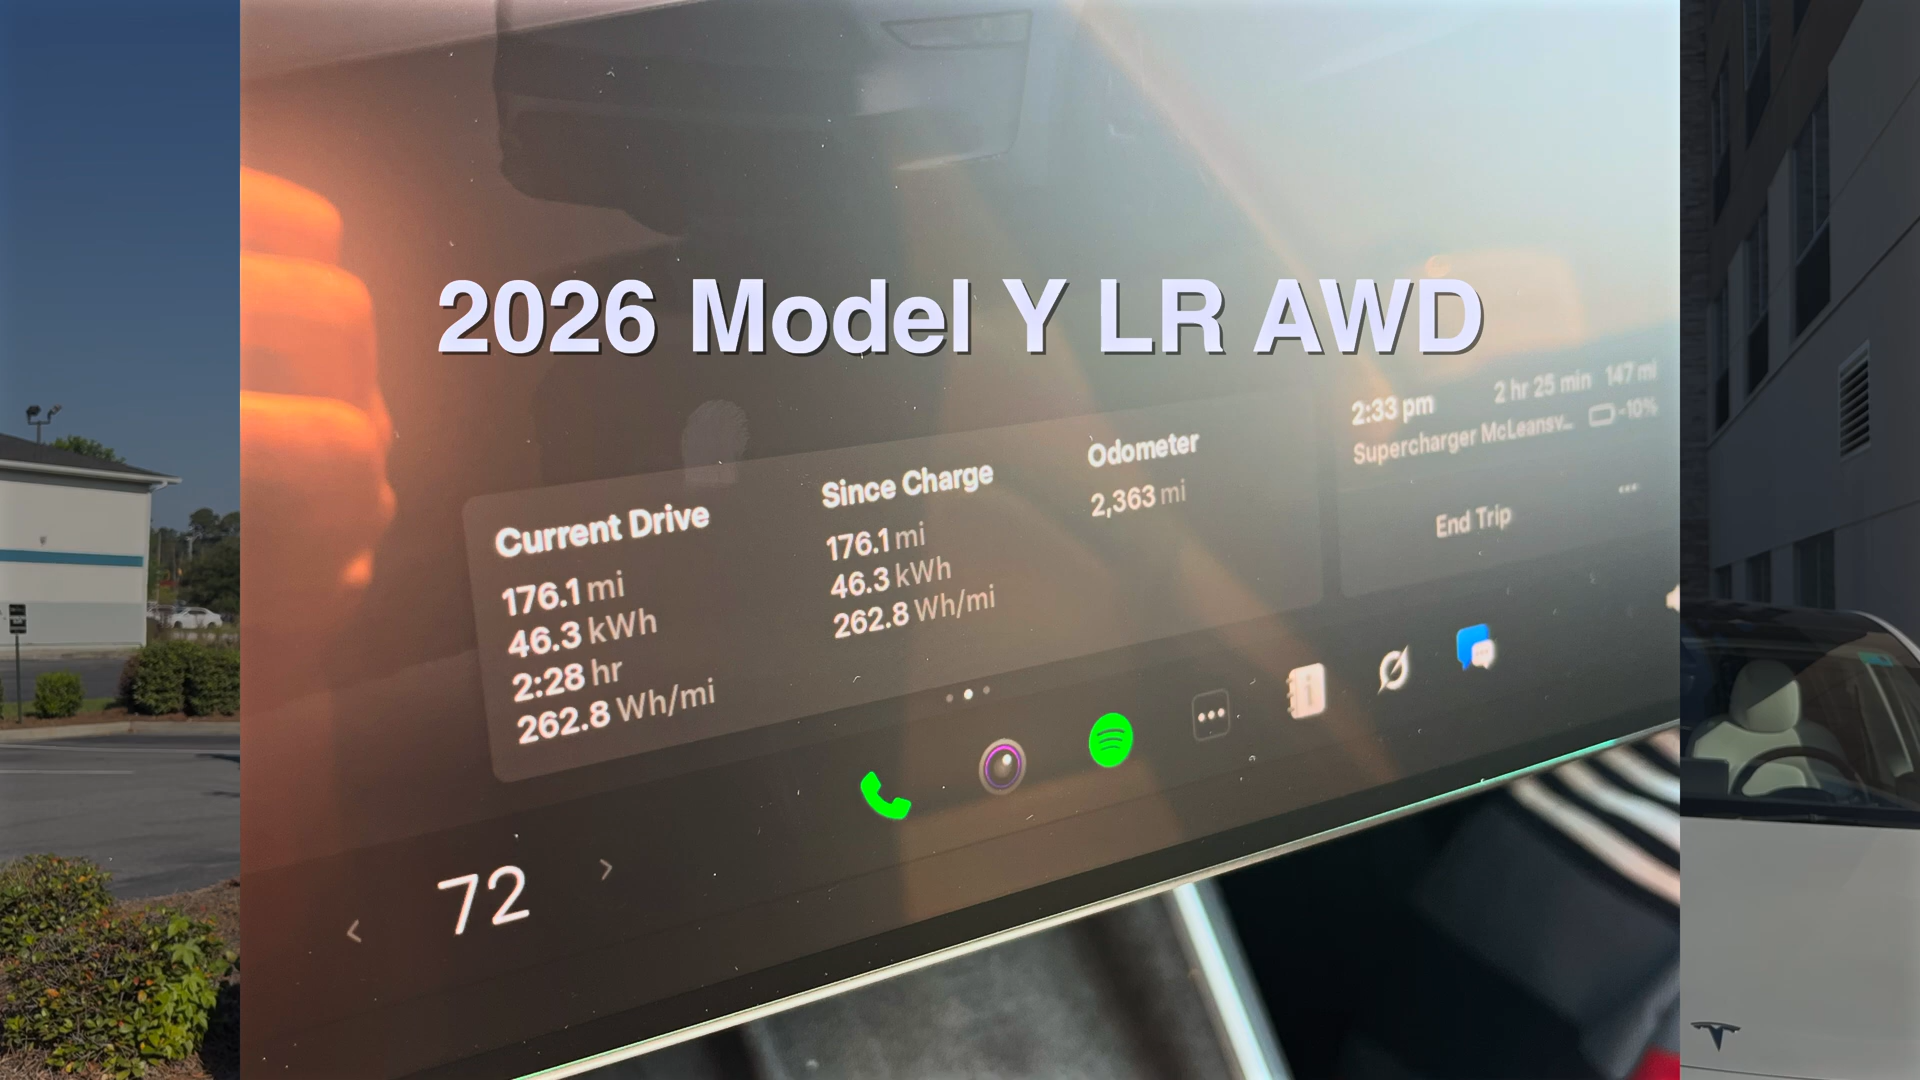 2026 Model Y LR AWD
Current Drive
176.1 mi
46.3 kWh
2:28 hr
262.8 Wh/mi
Since Charge
176.1 mi
46.3 kWh
262.8 Wh/mi
Odometer
2,363 mi
2:33 pm 2 hr 25 min 147 mi
Supercharger McLeansv... -10%
End Trip
72